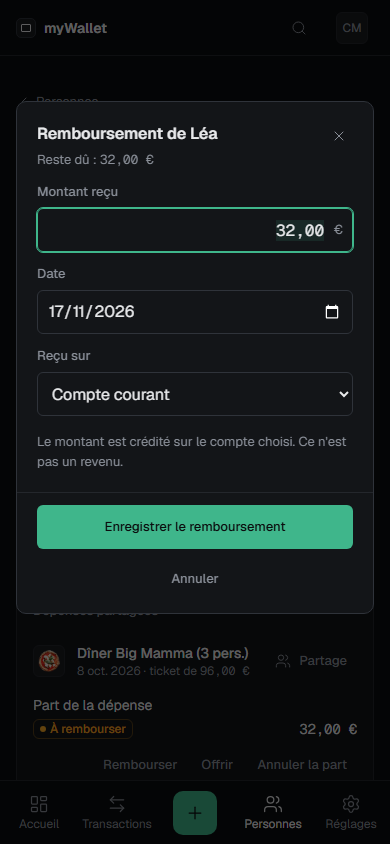 myWallet
CM
Personnes
Remboursement de Léa
Reste dû : 32,00 €
Montant reçu
32,00 €
Date
17/11/2026
Reçu sur
Compte courant
Le montant est crédité sur le compte choisi. Ce n'est
pas un revenu.
Enregistrer le remboursement
Annuler
Dépenses partagées
Dîner Big Mamma (3 pers.)
8 oct. 2026 · ticket de 96,00 €
Partage
Part de la dépense
À rembourser
32,00 €
Rembourser
Offrir
Annuler la part
Accueil
Transactions
Personnes
Réglages